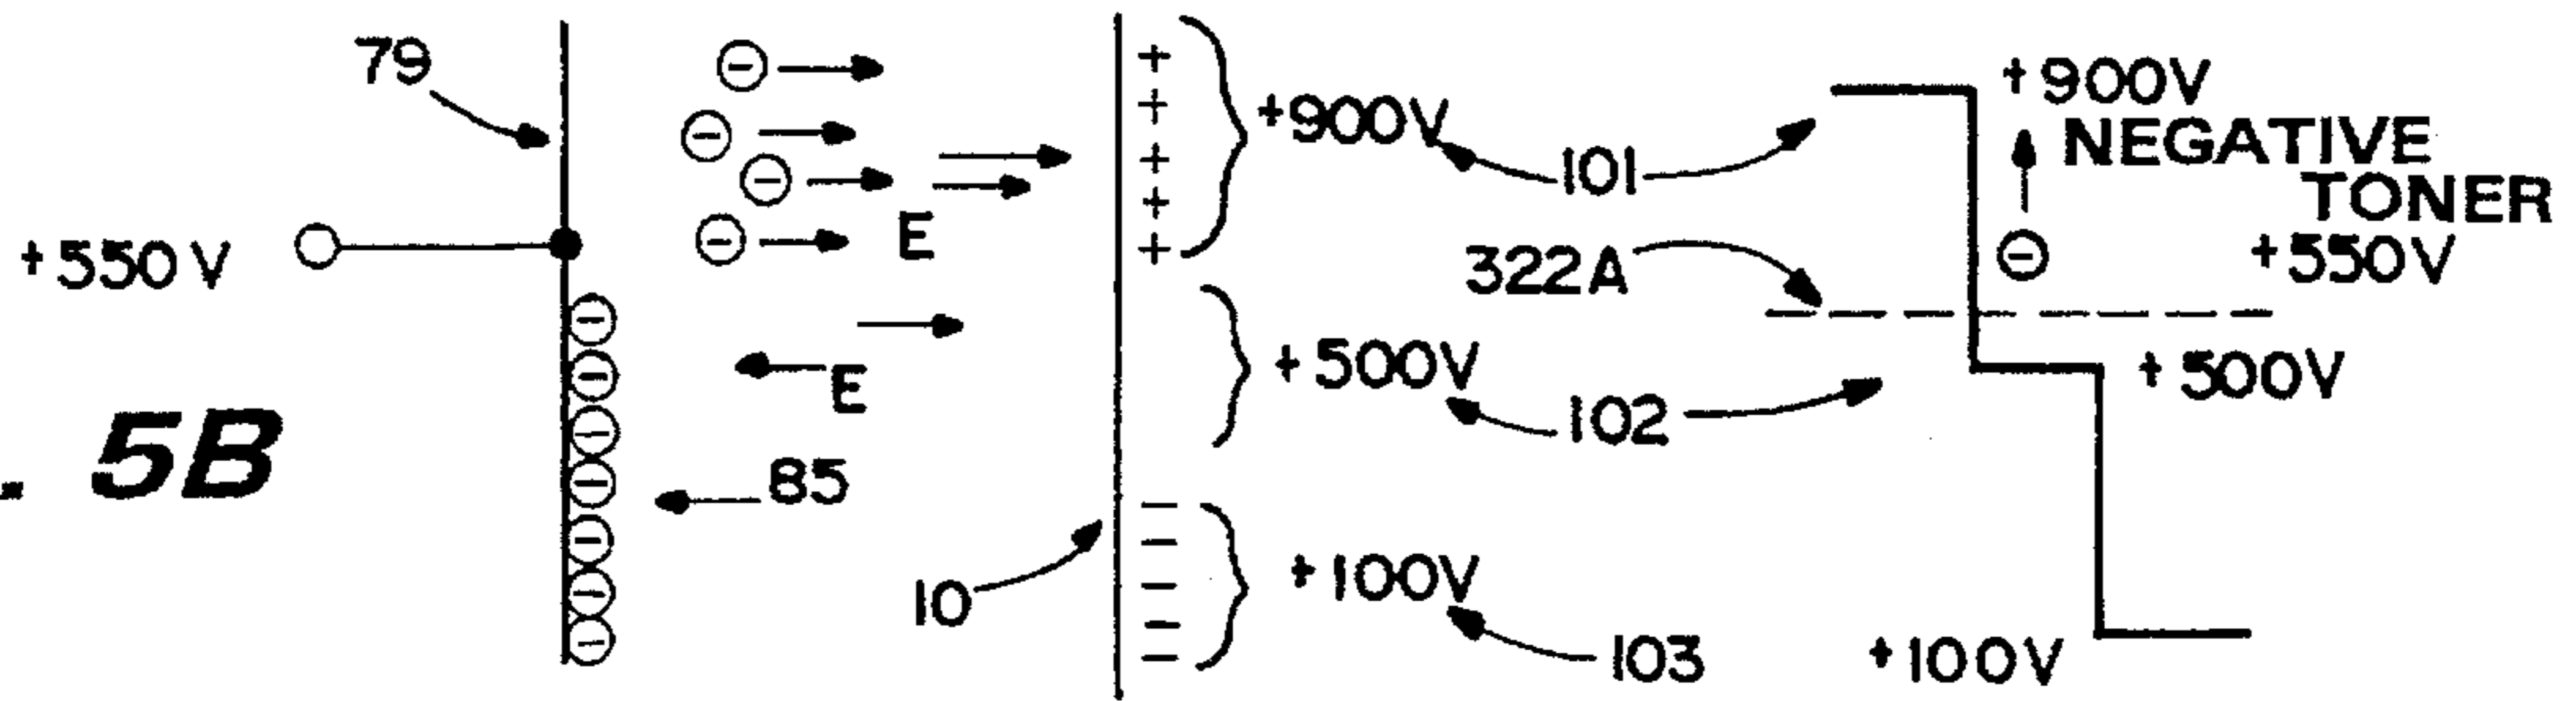 79
+550V
. 5B
E
E
85
10
+900V
101
322A
+500V
102
+100V
103
+900V
NEGATIVE
TONER
+550V
+500V
+100V